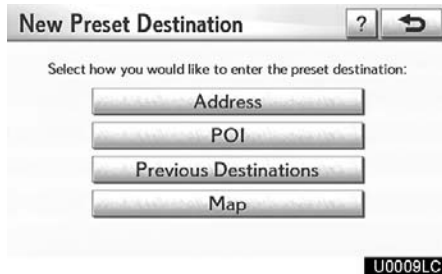 New Preset Destination ?
Select how you would like to enter the preset destination:
Address
POI
Previous Destinations
Map
U0009LC